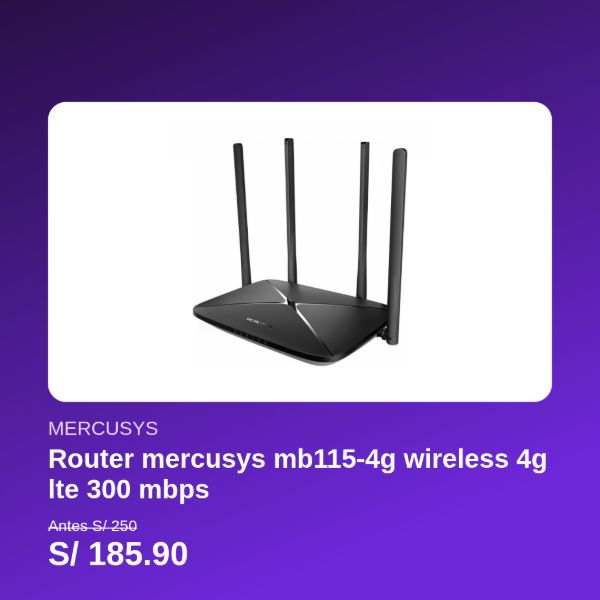 MERCUSYS
Router mercusys mb115-4g wireless 4g
lte 300 mbps
Antes S/ 250
S/ 185.90